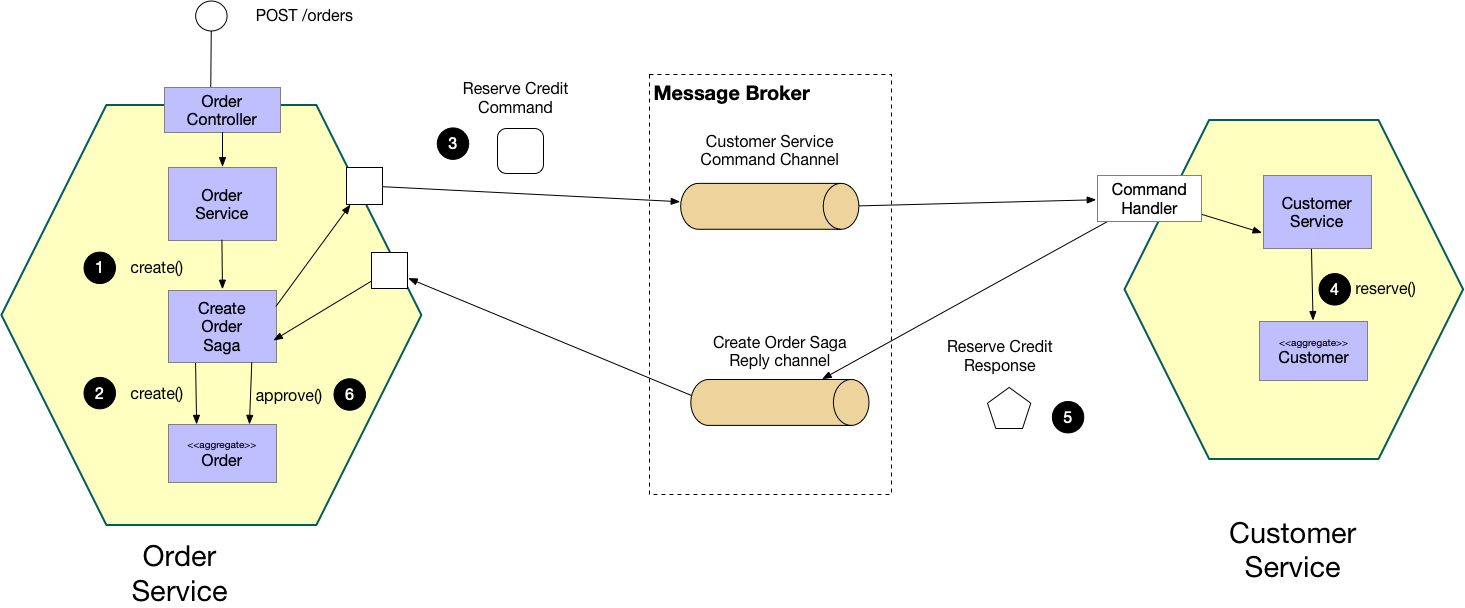 POST /orders
Order
Controller
Order
Service
1
create()
Create
Order
Saga
2
create()
approve()
6
<<aggregate>>
Order
Order
Service
Reserve Credit
Command
3
Message Broker
Customer Service
Command Channel
Create Order Saga
Reply channel
Reserve Credit
Response
5
Command
Handler
Customer
Service
4
reserve()
<<aggregate>>
Customer
Customer
Service